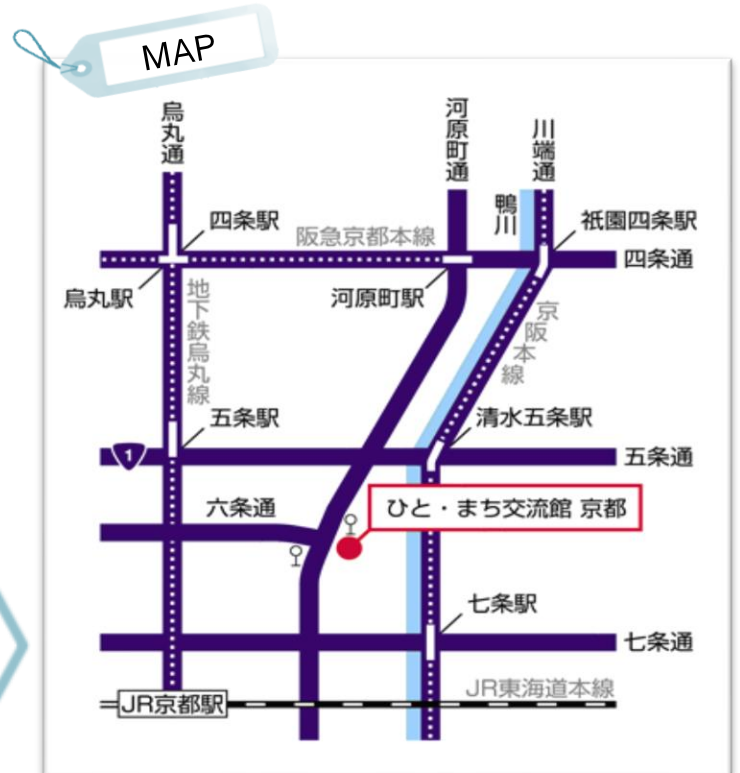 MAP
烏丸通
河原町通
川端通
鴨川
四条駅
阪急京都本線
祇園四条駅
四条通
烏丸駅
河原町駅
地下鉄烏丸線
京阪本線
五条駅
清水五条駅
1
五条通
六条通
ひと・まち交流館 京都
七条駅
七条通
JR東海道本線
JR京都駅